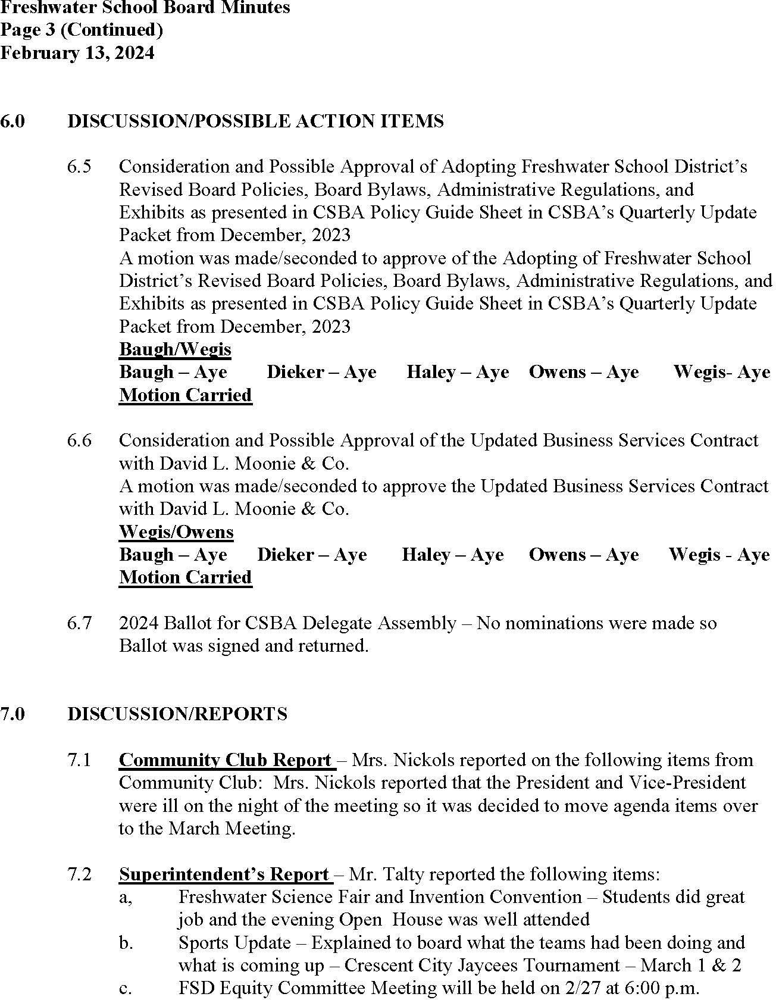 Freshwater School Board Minutes
Page 3 (Continued)
February 13, 2024
6.0 DISCUSSION/POSSIBLE ACTION ITEMS
6.5 Consideration and Possible Approval of Adopting Freshwater School District’s
Revised Board Policies, Board Bylaws, Administrative Regulations, and
Exhibits as presented in CSBA Policy Guide Sheet in CSBA’s Quarterly Update
Packet from December, 2023
A motion was made/seconded to approve of the Adopting of Freshwater School
District’s Revised Board Policies, Board Bylaws, Administrative Regulations, and
Exhibits as presented in CSBA Policy Guide Sheet in CSBA’s Quarterly Update
Packet from December, 2023
Baugh/Wegis
Baugh – Aye Dieker – Aye Haley – Aye Owens – Aye Wegis- Aye
Motion Carried
6.6 Consideration and Possible Approval of the Updated Business Services Contract
with David L. Moonie & Co.
A motion was made/seconded to approve the Updated Business Services Contract
with David L. Moonie & Co.
Wegis/Owens
Baugh – Aye Dieker – Aye Haley – Aye Owens – Aye Wegis - Aye
Motion Carried
6.7 2024 Ballot for CSBA Delegate Assembly – No nominations were made so
Ballot was signed and returned.
7.0 DISCUSSION/REPORTS
7.1 Community Club Report – Mrs. Nickols reported on the following items from
Community Club:  Mrs. Nickols reported that the President and Vice-President
were ill on the night of the meeting so it was decided to move agenda items over
to the March Meeting.
7.2 Superintendent’s Report – Mr. Talty reported the following items:
a, Freshwater Science Fair and Invention Convention – Students did great
job and the evening Open  House was well attended
b. Sports Update – Explained to board what the teams had been doing and
what is coming up – Crescent City Jaycees Tournament – March 1 & 2
c. FSD Equity Committee Meeting will be held on 2/27 at 6:00 p.m.